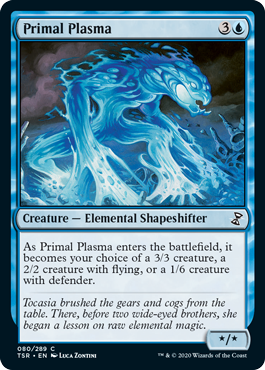 Primal Plasma 3
Creature — Elemental Shapeshifter
As Primal Plasma enters the battlefield, it
becomes your choice of a 3/3 creature, a
2/2 creature with flying, or a 1/6 creature
with defender.
Tocasia brushed the gears and cogs from the
table. There, before two wide-eyed brothers, she
began a lesson on raw elemental magic.
*/*
080/289 C
TSR • EN Luca Zontini
™ & © 2020 Wizards of the Coast